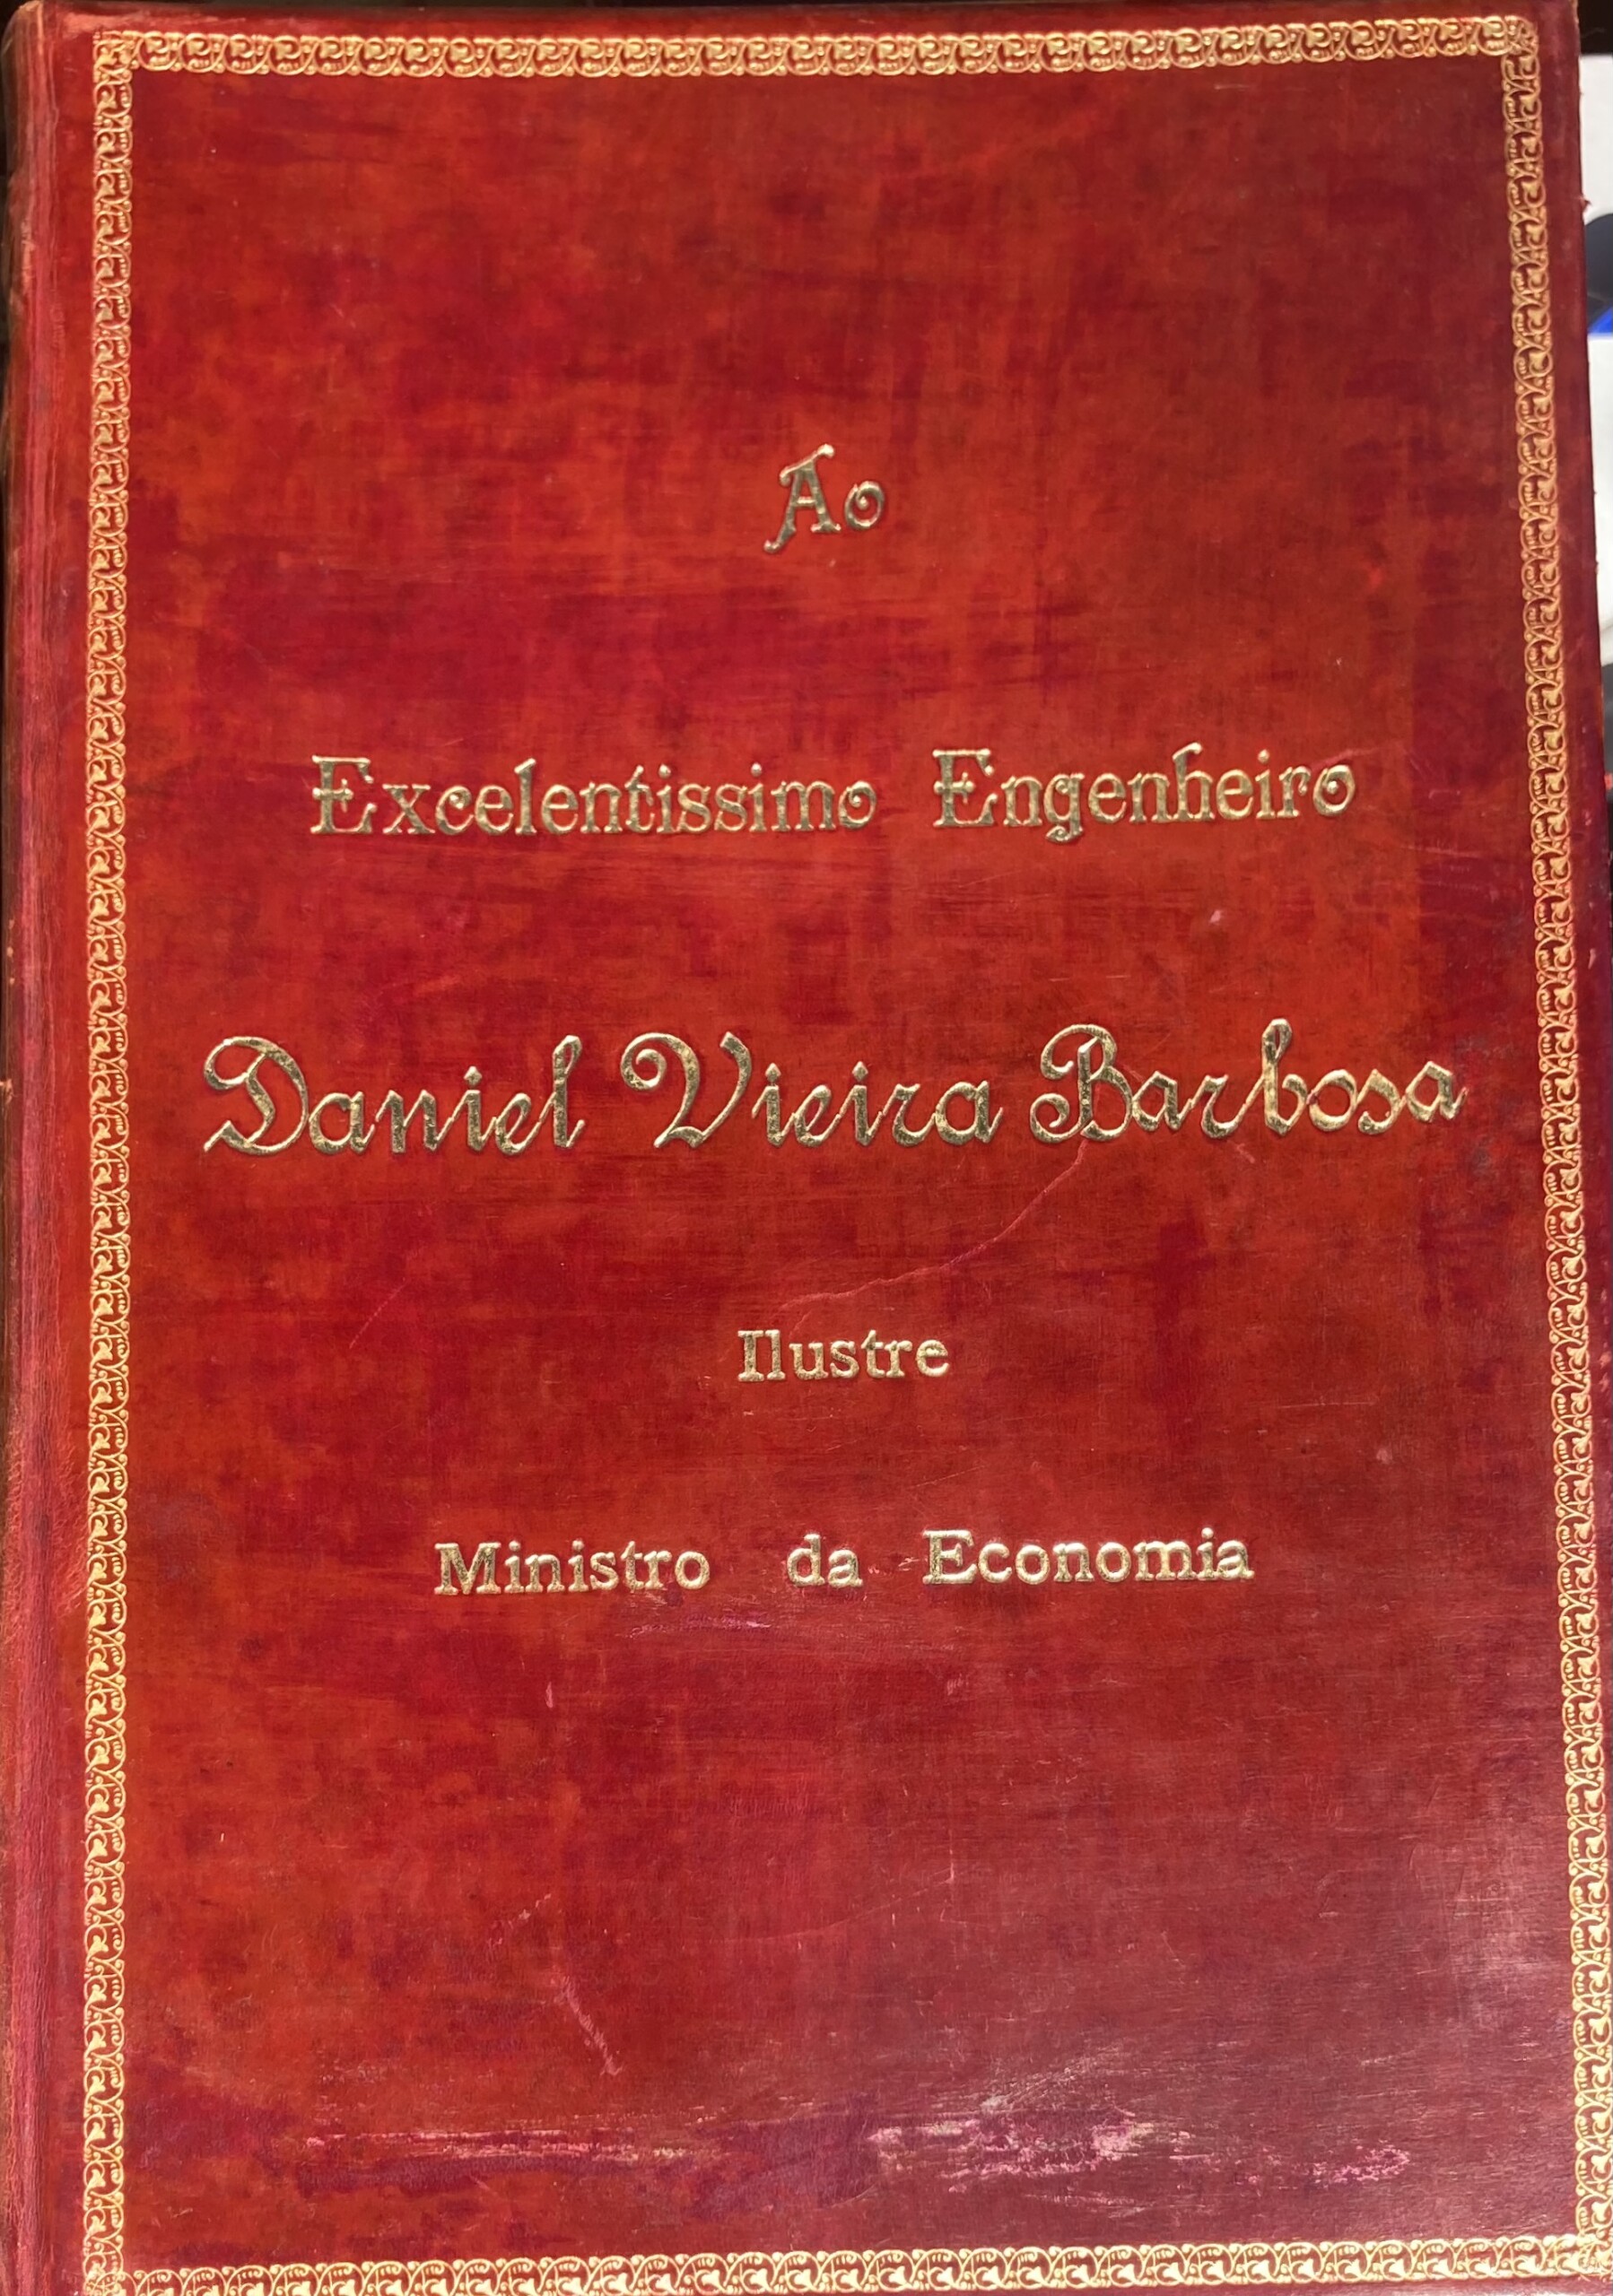 Ao
Excelentissimo Engenheiro
Daniel Vieira Barbosa
Ilustre
Ministro da Economia